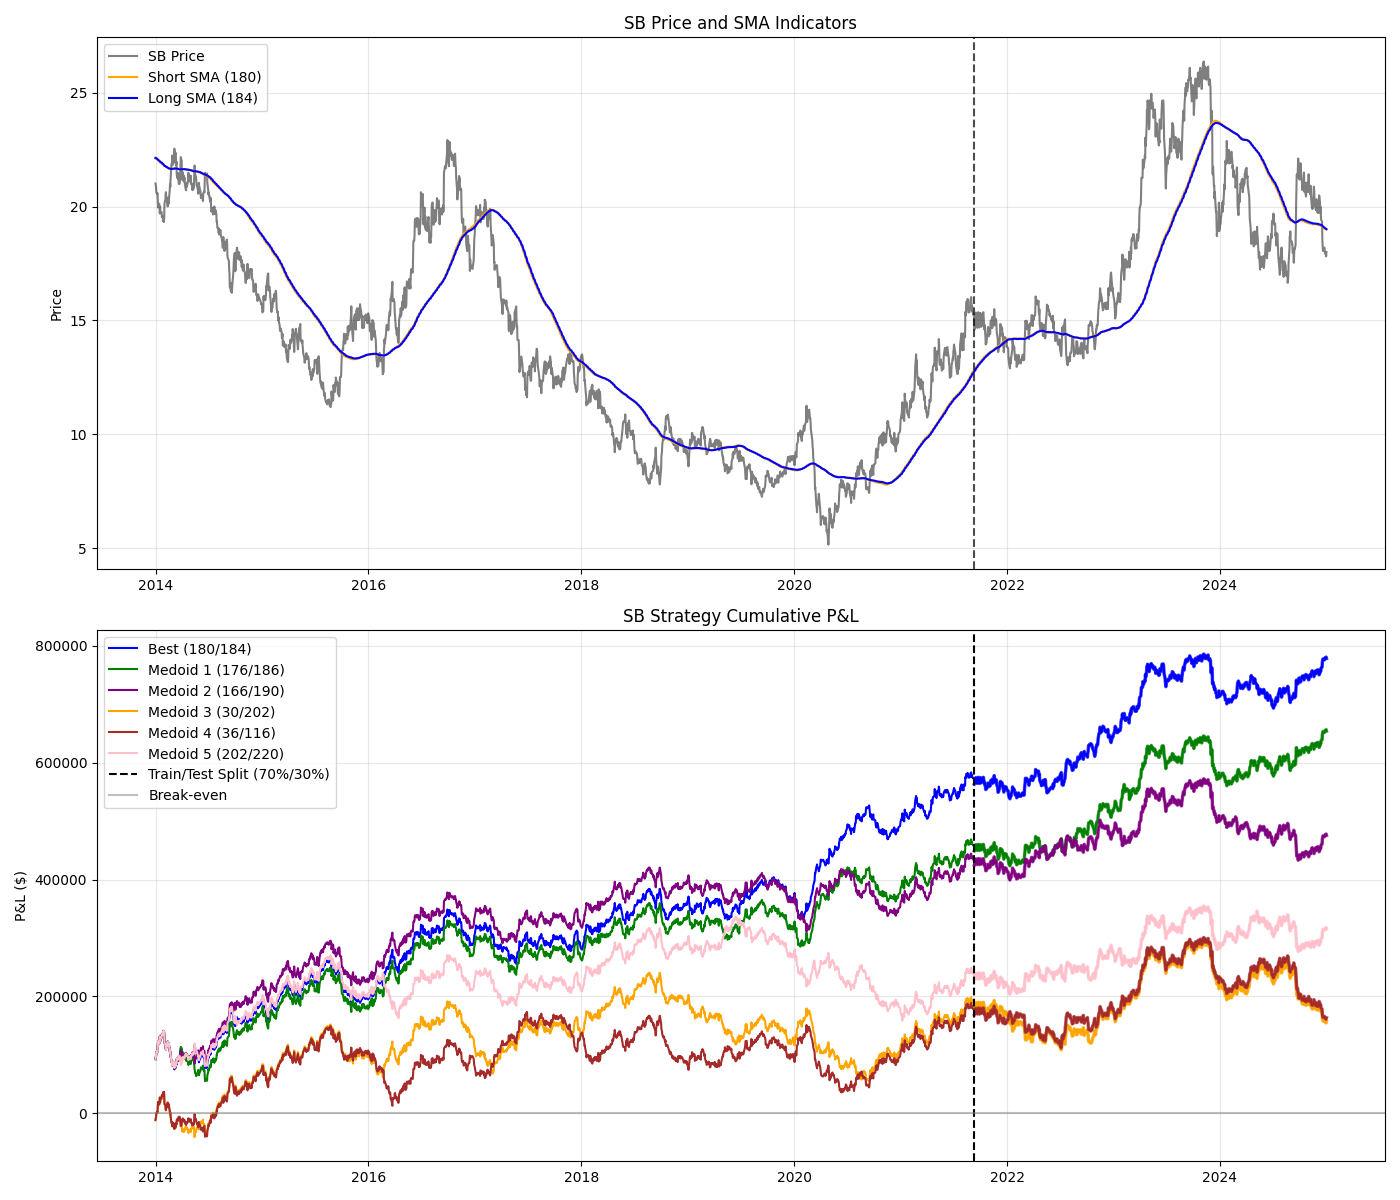 SB Price and SMA Indicators
SB Price
Short SMA (180)
Long SMA (184)
Price
25
20
15
10
5
2014 2016 2018 2020 2022 2024
SB Strategy Cumulative P&L
Best (180/184)
Medoid 1 (176/186)
Medoid 2 (166/190)
Medoid 3 (30/202)
Medoid 4 (36/116)
Medoid 5 (202/220)
Train/Test Split (70%/30%)
Break-even
P&L ($)
800000
600000
400000
200000
0
2014 2016 2018 2020 2022 2024